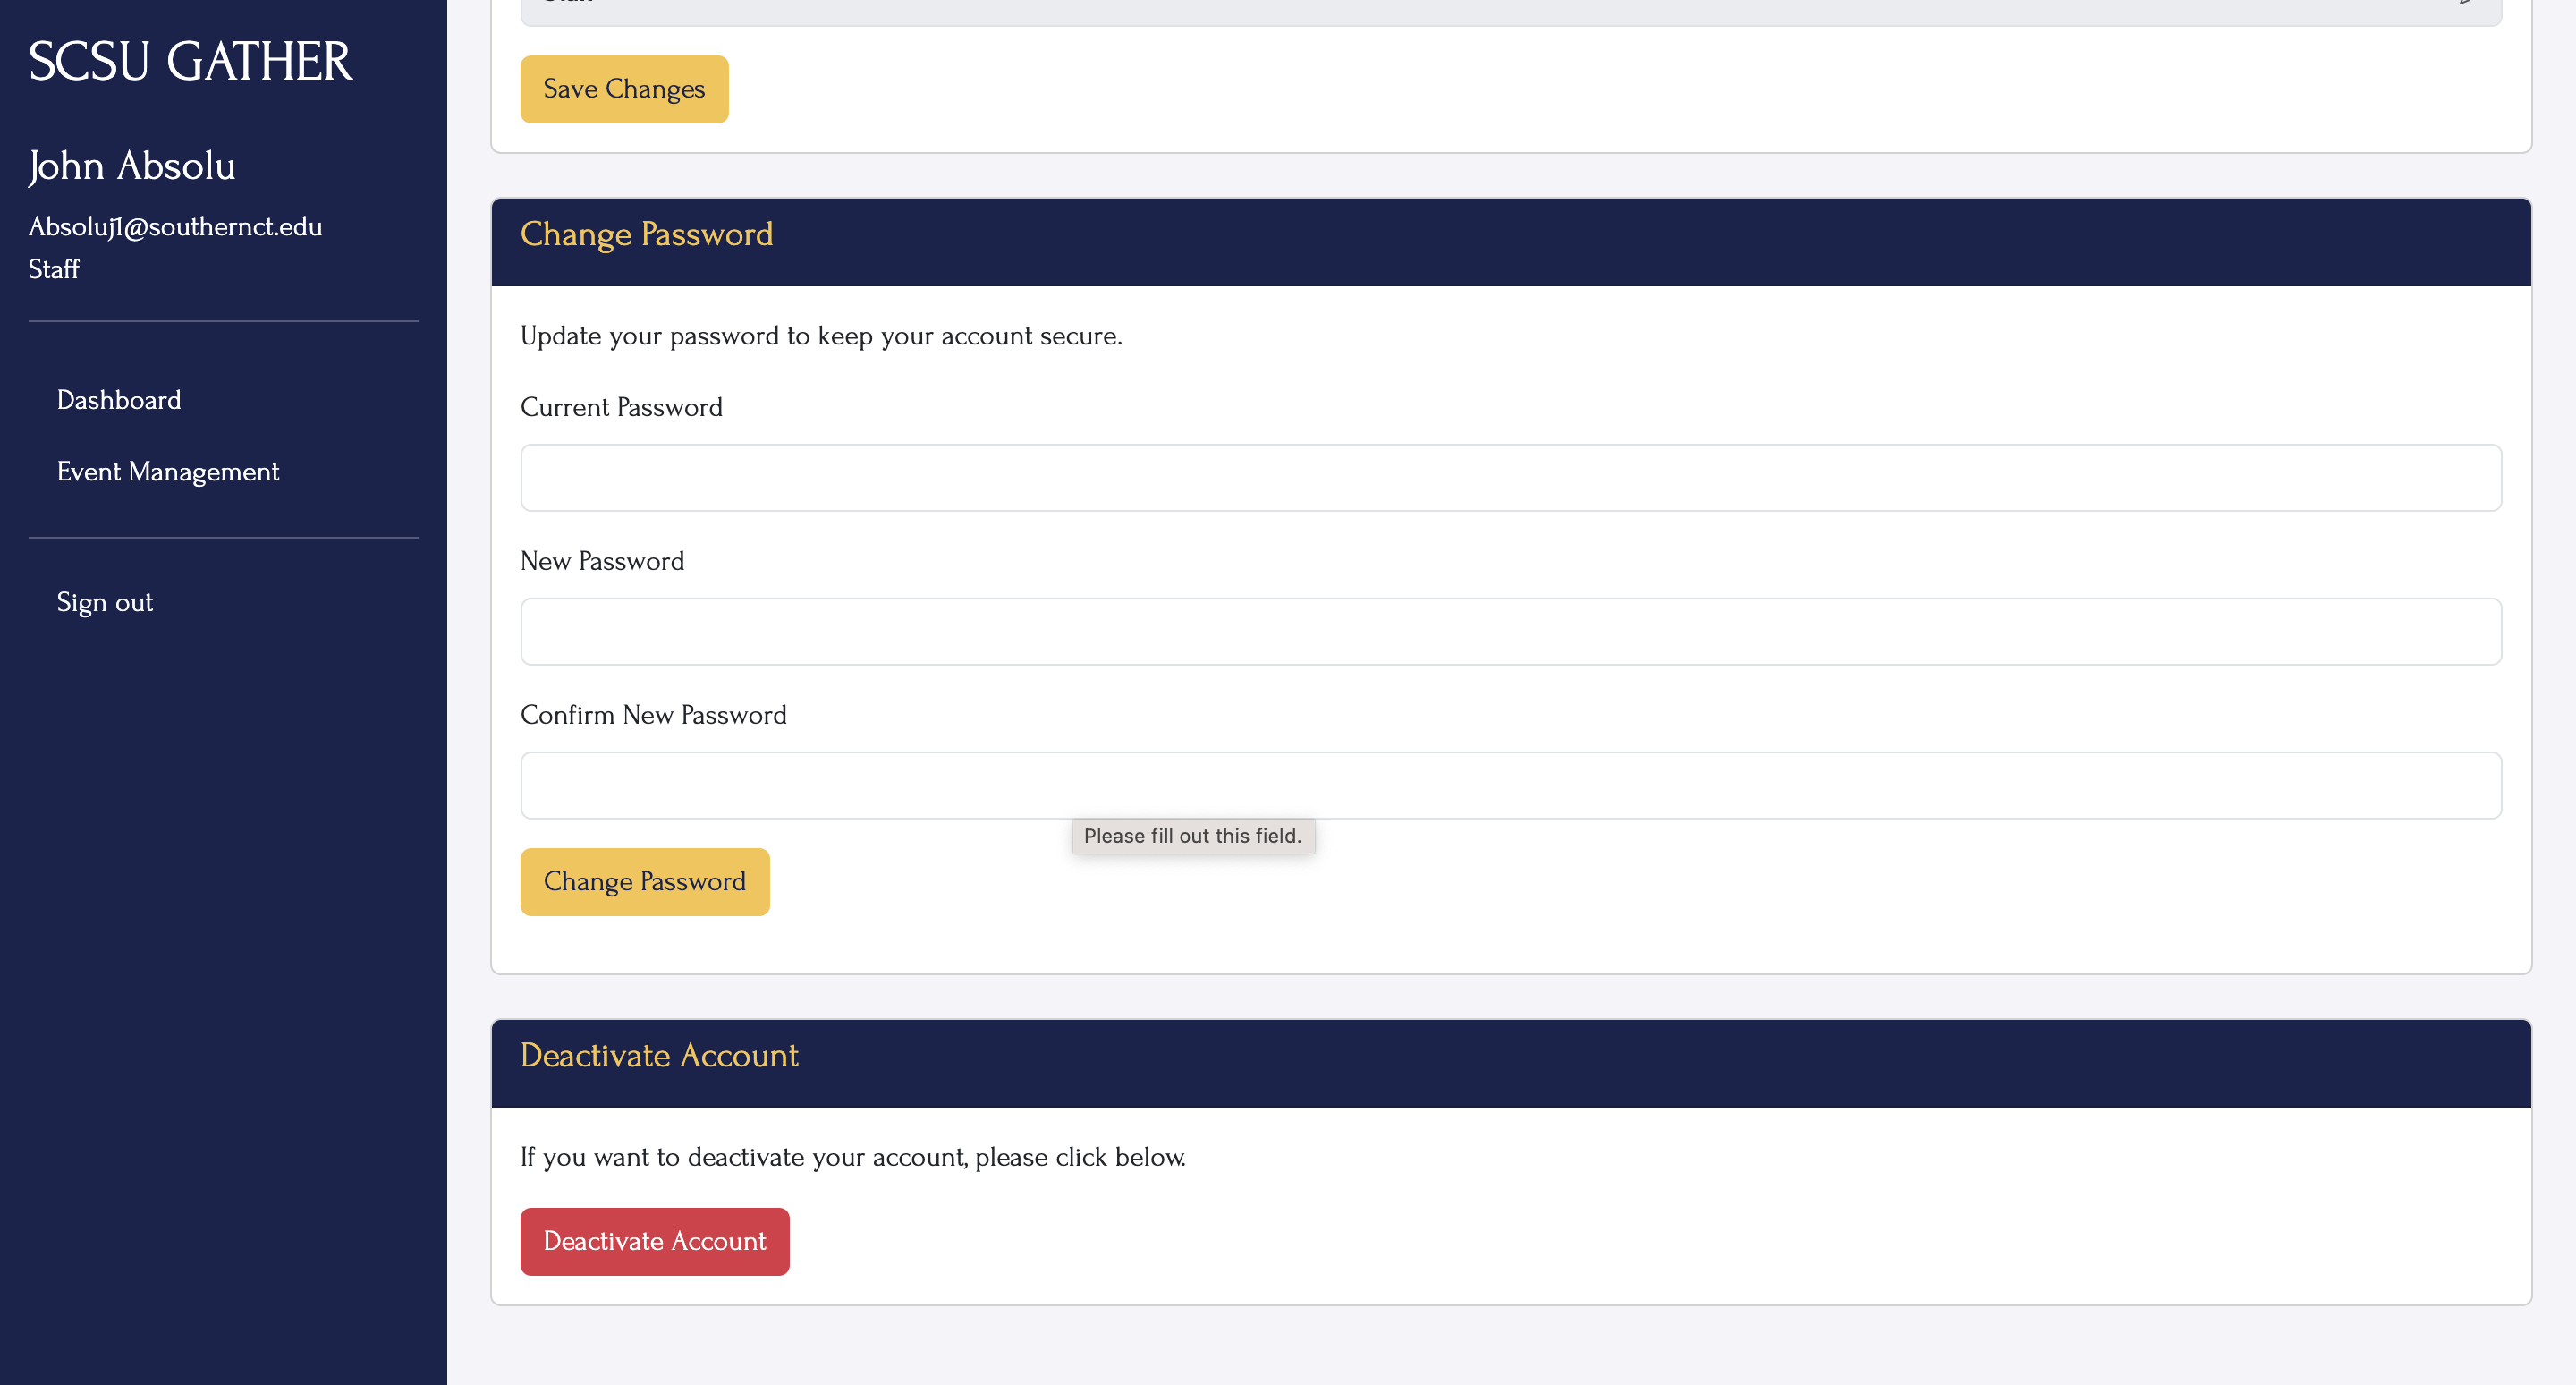 SCSU GATHER
John Absolu
Absoluj1@southernct.edu
Staff
Dashboard
Event Management
Sign out
Save Changes
Change Password
Update your password to keep your account secure.
Current Password
New Password
Confirm New Password
Please fill out this field.
Change Password
Deactivate Account
If you want to deactivate your account, please click below.
Deactivate Account